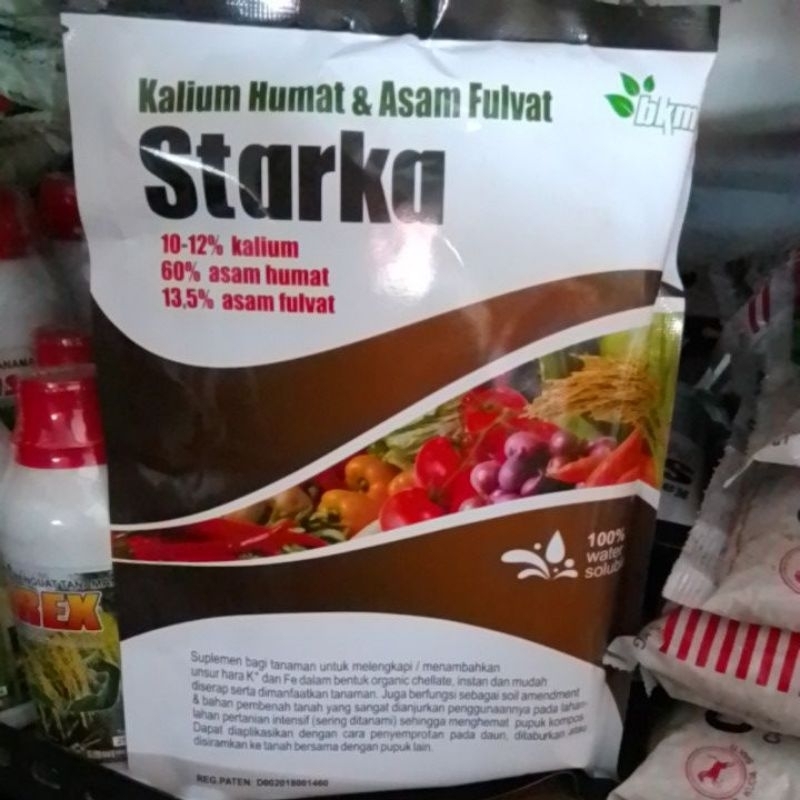 Kalium Humat & Asam Fulvat
bkm
Starka
10-12% kalium
60% asam humat
13,5% asam fulvat
100%
water
Suplemen bagi tanaman untuk melengkapi / menambahkan
unsur hara K⁺ dan Fe dalam bentuk organic chellate, instan dan mudah
diserap serta dimanfaatkan tanaman. Juga berfungsi sebagai soil amendment
& bahan pembenah tanah yang sangat dianjurkan penggunaannya pada lahan-
lahan pertanian intensif (sering ditanami) sehingga menghemat pupuk kompos.
Dapat diaplikasikan dengan cara penyemprotan pada daun, ditaburkan atau
disiramkan ke tanah bersama dengan pupuk lain.
REG.PATEN: D002018001460
REX